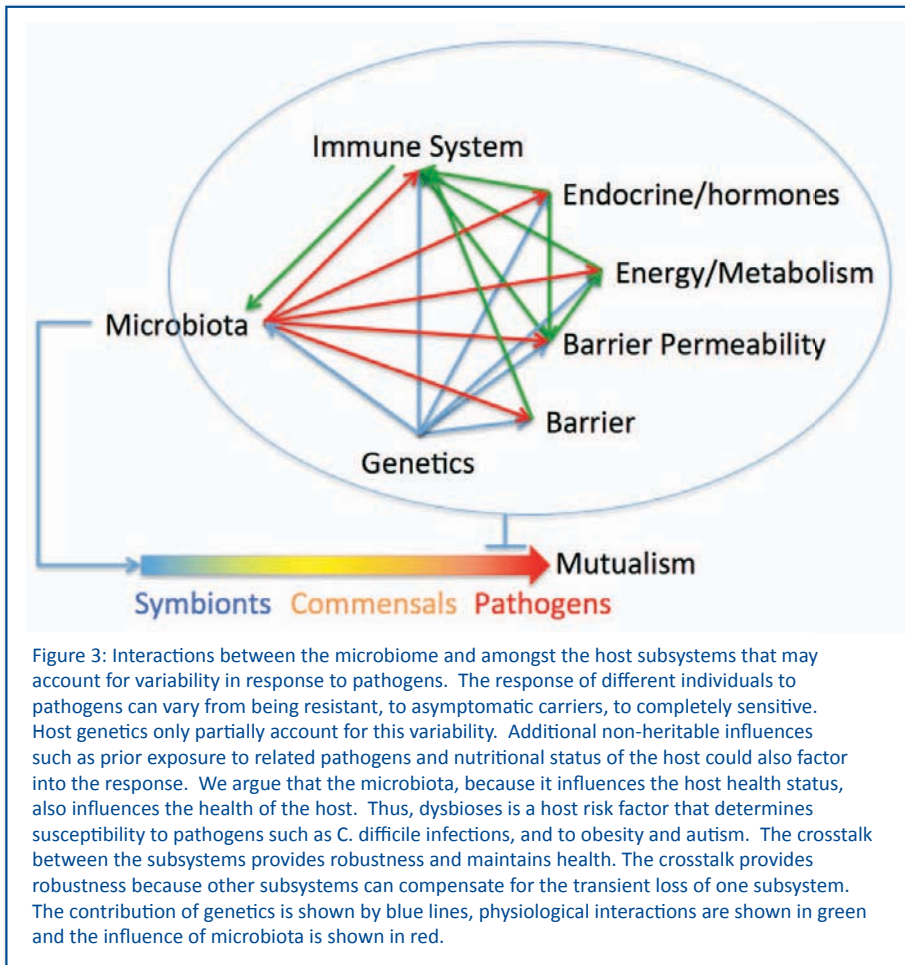 Immune System
Endocrine/hormones
Energy/Metabolism
Microbiota
Barrier Permeability
Barrier
Genetics
Mutualism
Symbionts Commensals Pathogens
Figure 3: Interactions between the microbiome and amongst the host subsystems that may
account for variability in response to pathogens. The response of different individuals to
pathogens can vary from being resistant, to asymptomatic carriers, to completely sensitive.
Host genetics only partially account for this variability. Additional non-heritable influences
such as prior exposure to related pathogens and nutritional status of the host could also factor
into the response. We argue that the microbiota, because it influences the host health status,
also influences the health of the host. Thus, dysbioses is a host risk factor that determines
susceptibility to pathogens such as C. difficile infections, and to obesity and autism. The crosstalk
between the subsystems provides robustness and maintains health. The crosstalk provides
robustness because other subsystems can compensate for the transient loss of one subsystem.
The contribution of genetics is shown by blue lines, physiological interactions are shown in green
and the influence of microbiota is shown in red.